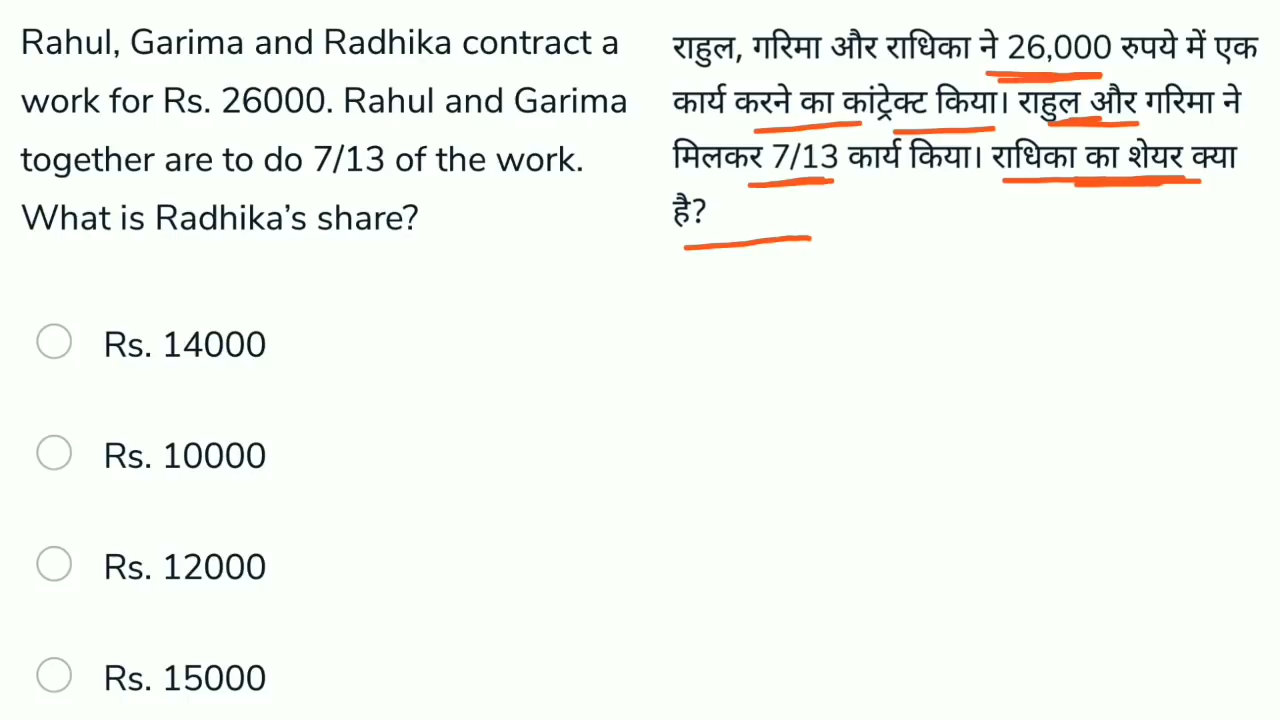 Rahul, Garima and Radhika contract a
work for Rs. 26000. Rahul and Garima
together are to do 7/13 of the work.
What is Radhika’s share?
राहुल, गरिमा और राधिका ने 26,000 रुपये में एक
कार्य करने का कांट्रेक्ट किया। राहुल और गरिमा ने
मिलकर 7/13 कार्य किया। राधिका का शेयर क्या
है?
Rs. 14000
Rs. 10000
Rs. 12000
Rs. 15000